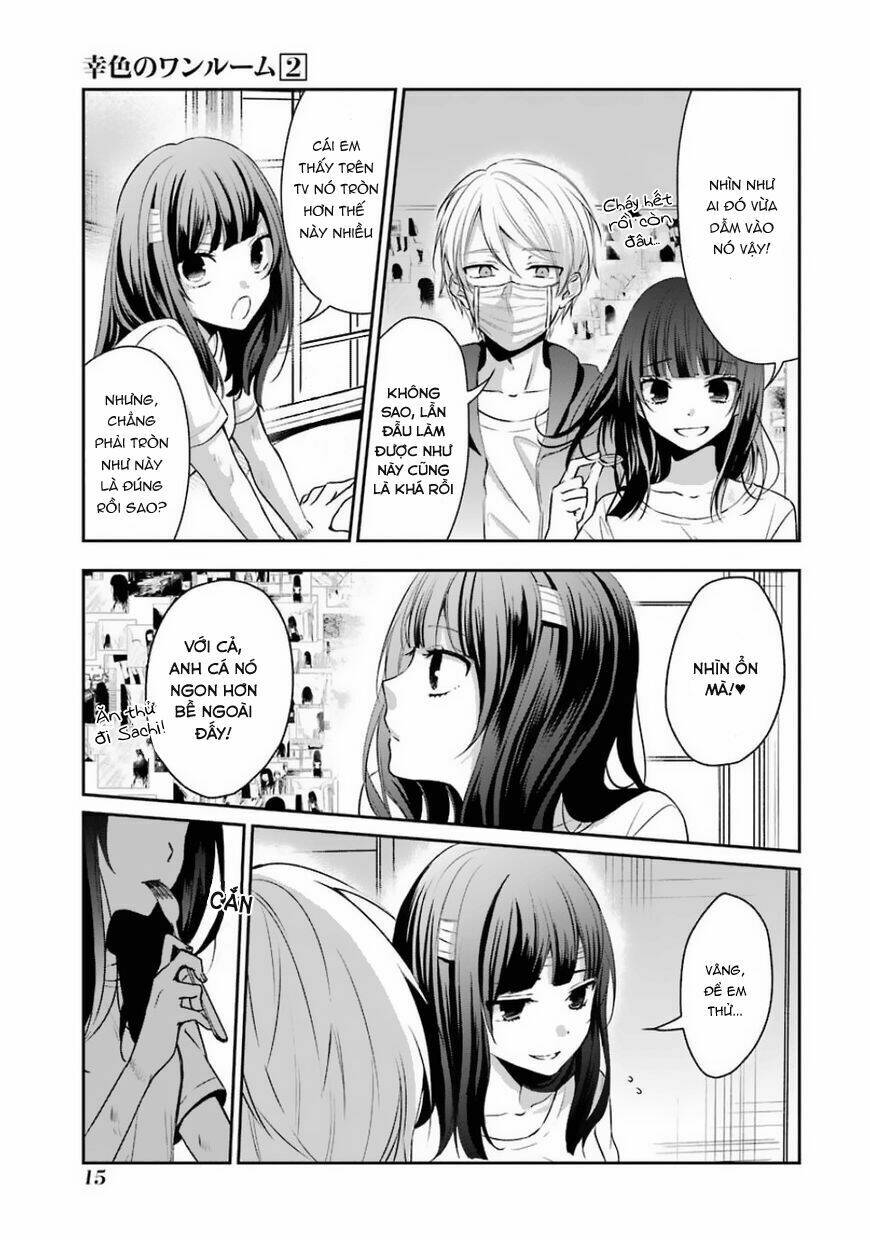 幸色のワンルーム2
NHÌN NHƯ
AI ĐÓ VỪA
DẪM VÀO
NÓ VẬY!
Cháy hết
rồi còn
đâu...
KHÔNG
SAO, LẦN
ĐẦU LÀM
ĐƯỢC NHƯ
NÀY CŨNG
LÀ KHÁ RỒI
CÁI EM
THẤY TRÊN
TV NÓ TRÒN
HƠN THẾ
NÀY NHIỀU
NHƯNG,
CHẲNG
PHẢI TRÒN
NHƯ NÀY
LÀ ĐÚNG
RỒI SAO?
NHÌN ỔN
MÀ!♥
VỚI CẢ,
ANH CÁ NÓ
NGON HƠN
BỀ NGOÀI
ĐẤY!
Ăn thử
đi Sachi!
VÂNG,
ĐỀ EM
THỬ...
CẮN
15